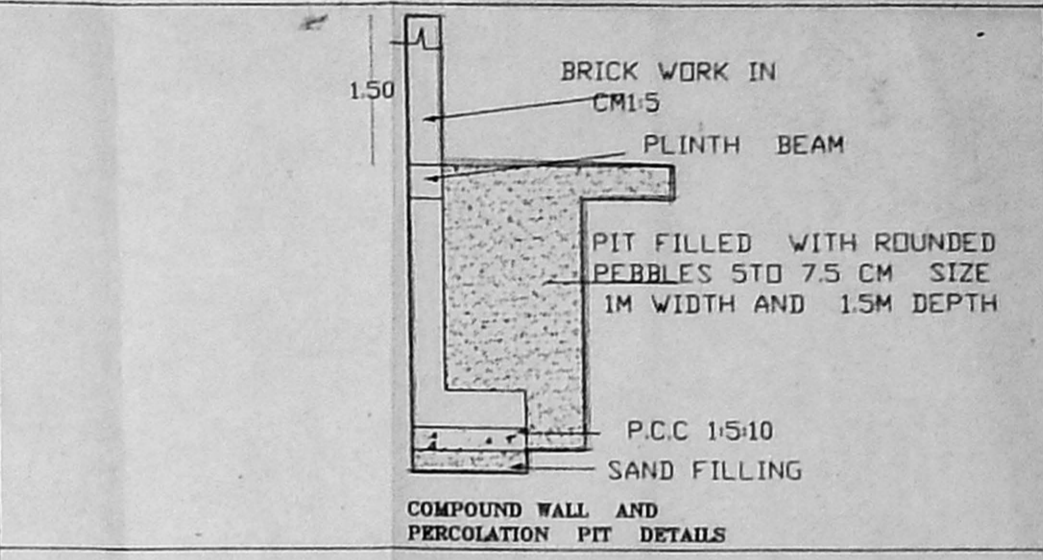 1.50
BRICK WORK IN
CM1:5
PLINTH BEAM
PIT FILLED WITH ROUNDED
PEBBLES 5TO 7.5 CM SIZE
1M WIDTH AND 1.5M DEPTH
P.C.C 1:5:10
SAND FILLING
COMPOUND WALL AND
PERCOLATION PIT DETAILS